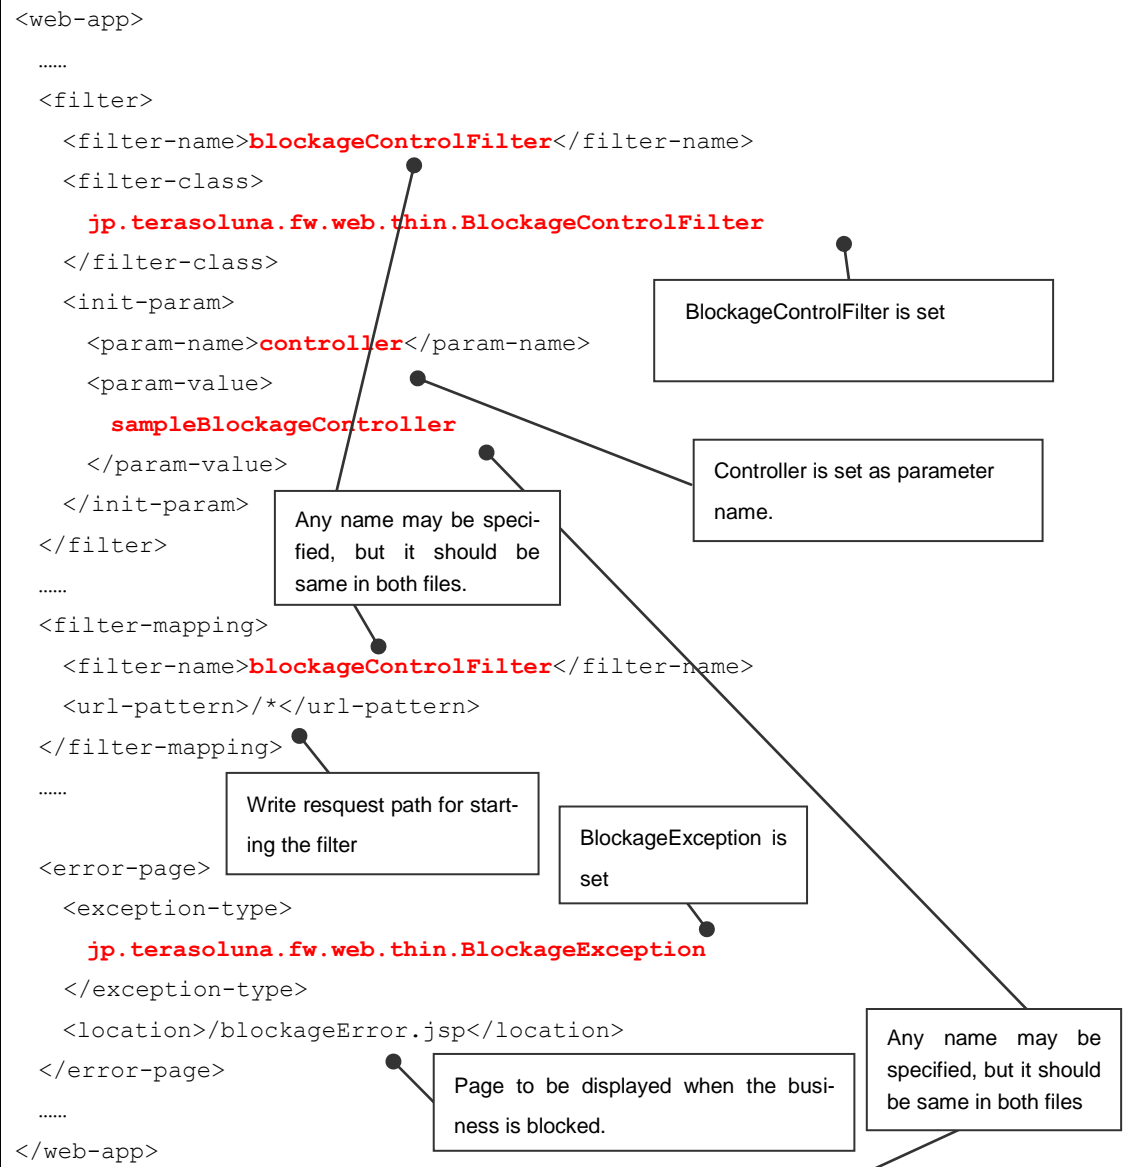 <web-app>
……
<filter>
<filter-name>blockageControlFilter</filter-name>
<filter-class>
jp.terasoluna.fw.web.thin.BlockageControlFilter
</filter-class>
<init-param>
BlockageControlFilter is set
<param-name>controller</param-name>
<param-value>
sampleBlockageController
</param-value>
Controller is set as parameter
name.
</init-param>
Any name may be speci-
fied, but it should be
same in both files.
</filter>
……
<filter-mapping>
<filter-name>blockageControlFilter</filter-name>
<url-pattern>/*</url-pattern>
</filter-mapping>
……
Write resquest path for start-
ing the filter
BlockageException is
set
<error-page>
<exception-type>
jp.terasoluna.fw.web.thin.BlockageException
</exception-type>
<location>/blockageError.jsp</location>
</error-page>
Page to be displayed when the busi-
ness is blocked.
Any name may be
specified, but it should
be same in both files
……
</web-app>